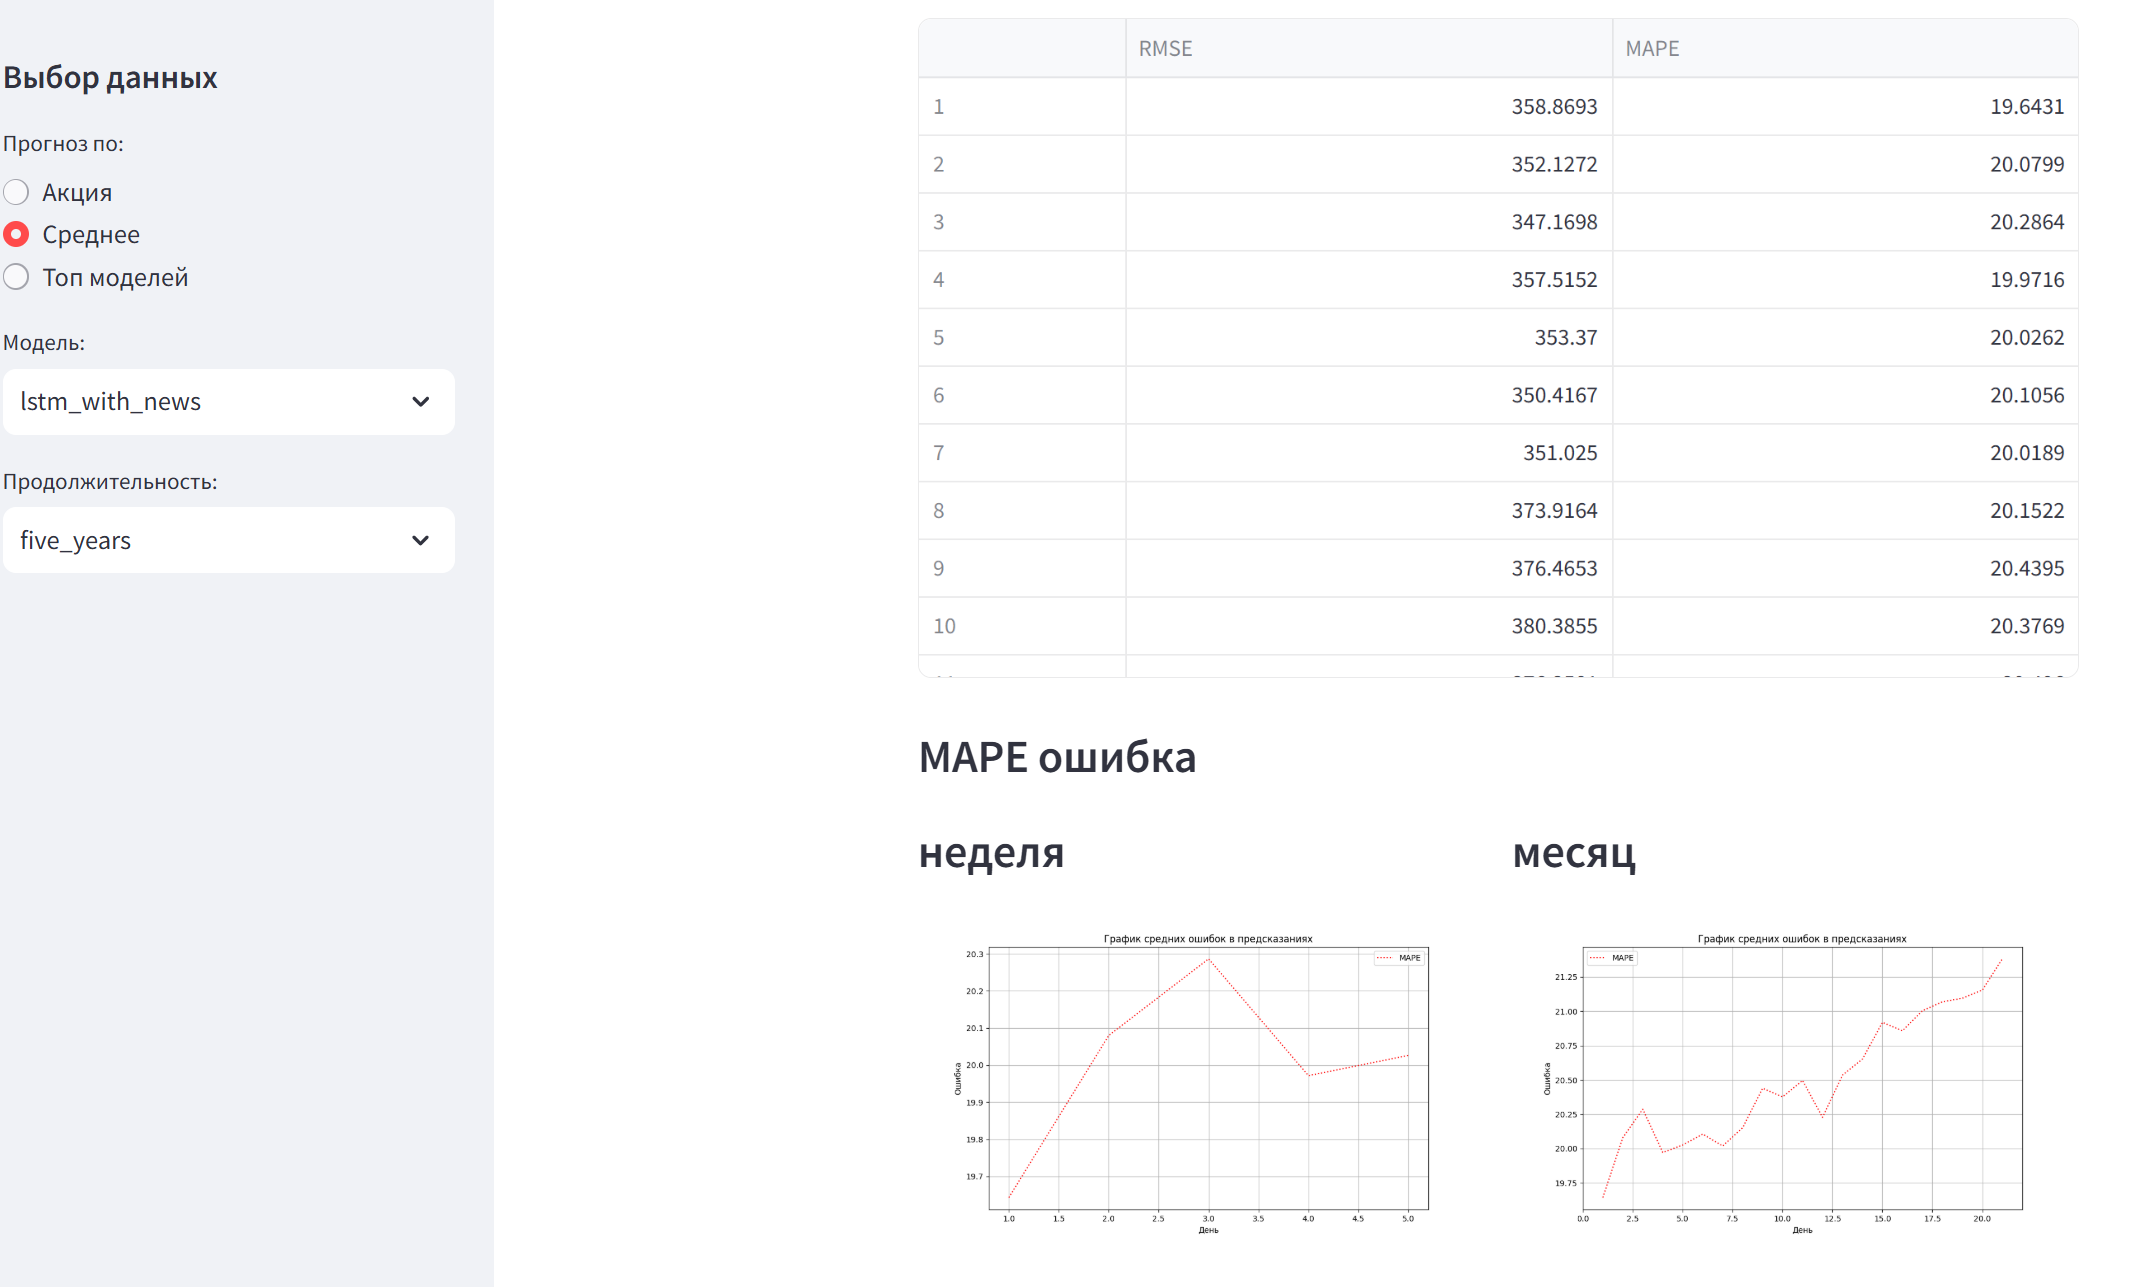 Выбор данных
Прогноз по:
Акция
Среднее
Топ моделей
Модель:
lstm_with_news
Продолжительность:
five_years
RMSE MAPE
1 358.8693 19.6431
2 352.1272 20.0799
3 347.1698 20.2864
4 357.5152 19.9716
5 353.37 20.0262
6 350.4167 20.1056
7 351.025 20.0189
8 373.9164 20.1522
9 376.4653 20.4395
10 380.3855 20.3769
MAPE ошибка
неделя
График средних ошибок в предсказаниях
MAPE
20.3
20.2
20.1
20.0
19.9
19.8
19.7
Ошибка
1.0 1.5 2.0 2.5 3.0 3.5 4.0 4.5 5.0
День
месяц
График средних ошибок в предсказаниях
MAPE
21.25
21.00
20.75
20.50
20.25
20.00
19.75
Ошибка
0.0 2.5 5.0 7.5 10.0 12.5 15.0 17.5 20.0
День